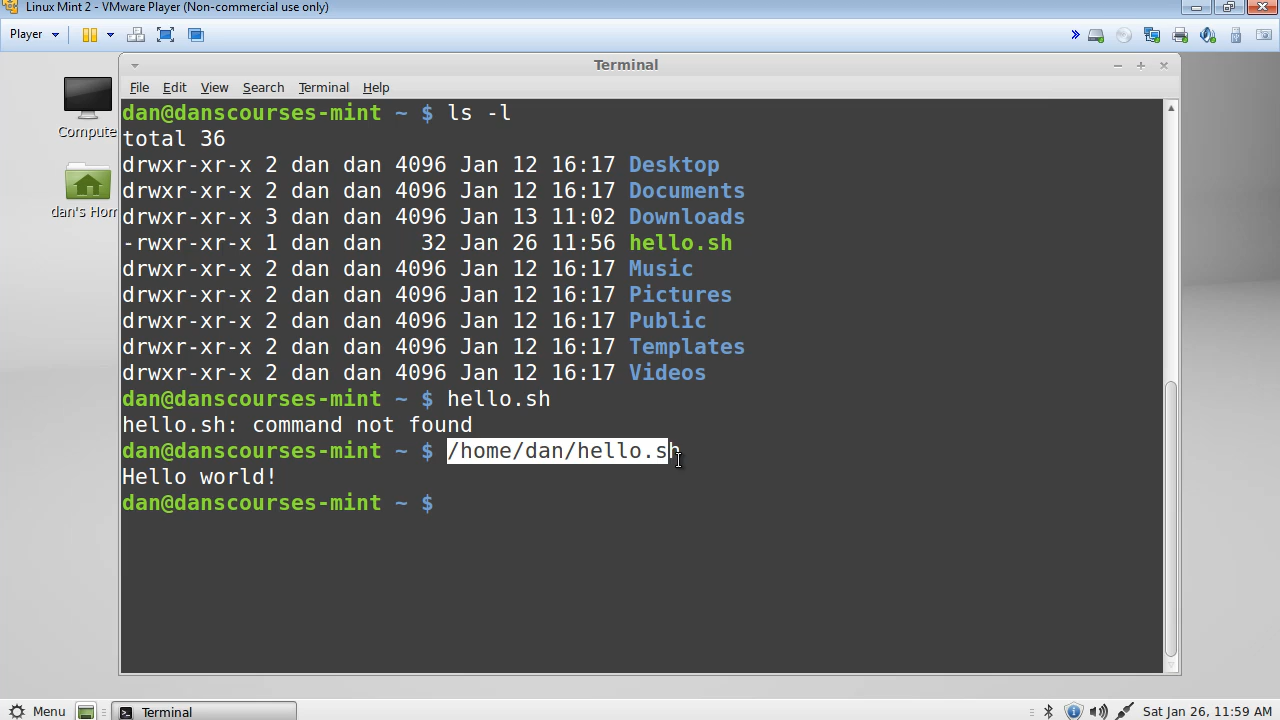 Linux Mint 2 - VMware Player (Non-commercial use only)
Player
Terminal
File Edit View Search Terminal Help
Compute
dan's Hom
dan@danscourses-mint ~ $ ls -l
total 36
drwxr-xr-x 2 dan dan 4096 Jan 12 16:17 Desktop
drwxr-xr-x 2 dan dan 4096 Jan 12 16:17 Documents
drwxr-xr-x 3 dan dan 4096 Jan 13 11:02 Downloads
-rwxr-xr-x 1 dan dan   32 Jan 26 11:56 hello.sh
drwxr-xr-x 2 dan dan 4096 Jan 12 16:17 Music
drwxr-xr-x 2 dan dan 4096 Jan 12 16:17 Pictures
drwxr-xr-x 2 dan dan 4096 Jan 12 16:17 Public
drwxr-xr-x 2 dan dan 4096 Jan 12 16:17 Templates
drwxr-xr-x 2 dan dan 4096 Jan 12 16:17 Videos
dan@danscourses-mint ~ $ hello.sh
hello.sh: command not found
dan@danscourses-mint ~ $ /home/dan/hello.sh
Hello world!
dan@danscourses-mint ~ $
Menu Terminal Sat Jan 26, 11:59 AM